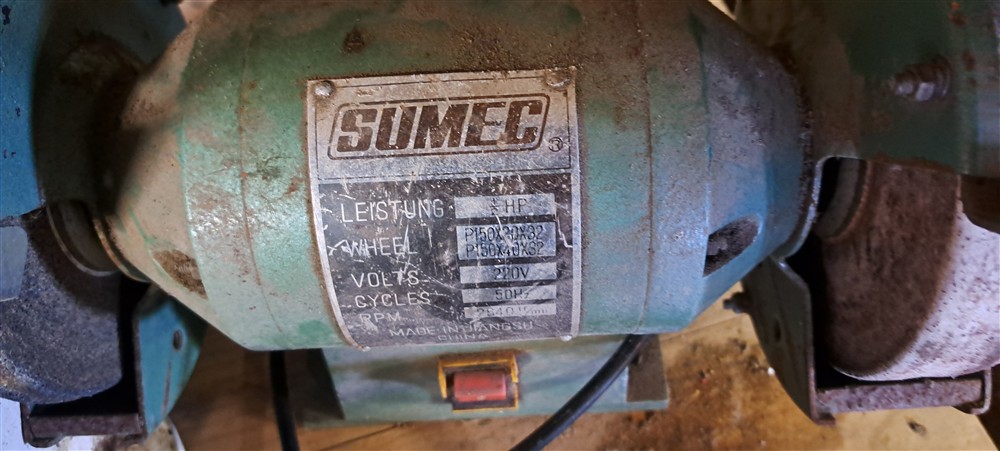 SUMEC ®
LEISTUNG HP
WHEEL P150X20X32
P150X40X32
VOLTS 220V
CYCLES 50Hz
RPM
MADE IN JIANGSU
CHINA